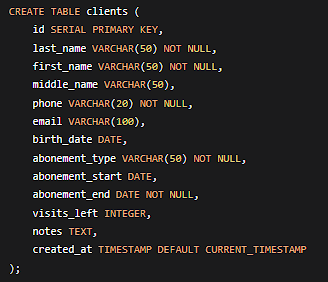 CREATE TABLE clients (
    id SERIAL PRIMARY KEY,
    last_name VARCHAR(50) NOT NULL,
    first_name VARCHAR(50) NOT NULL,
    middle_name VARCHAR(50),
    phone VARCHAR(20) NOT NULL,
    email VARCHAR(100),
    birth_date DATE,
    abonement_type VARCHAR(50) NOT NULL,
    abonement_start DATE,
    abonement_end DATE NOT NULL,
    visits_left INTEGER,
    notes TEXT,
    created_at TIMESTAMP DEFAULT CURRENT_TIMESTAMP
);